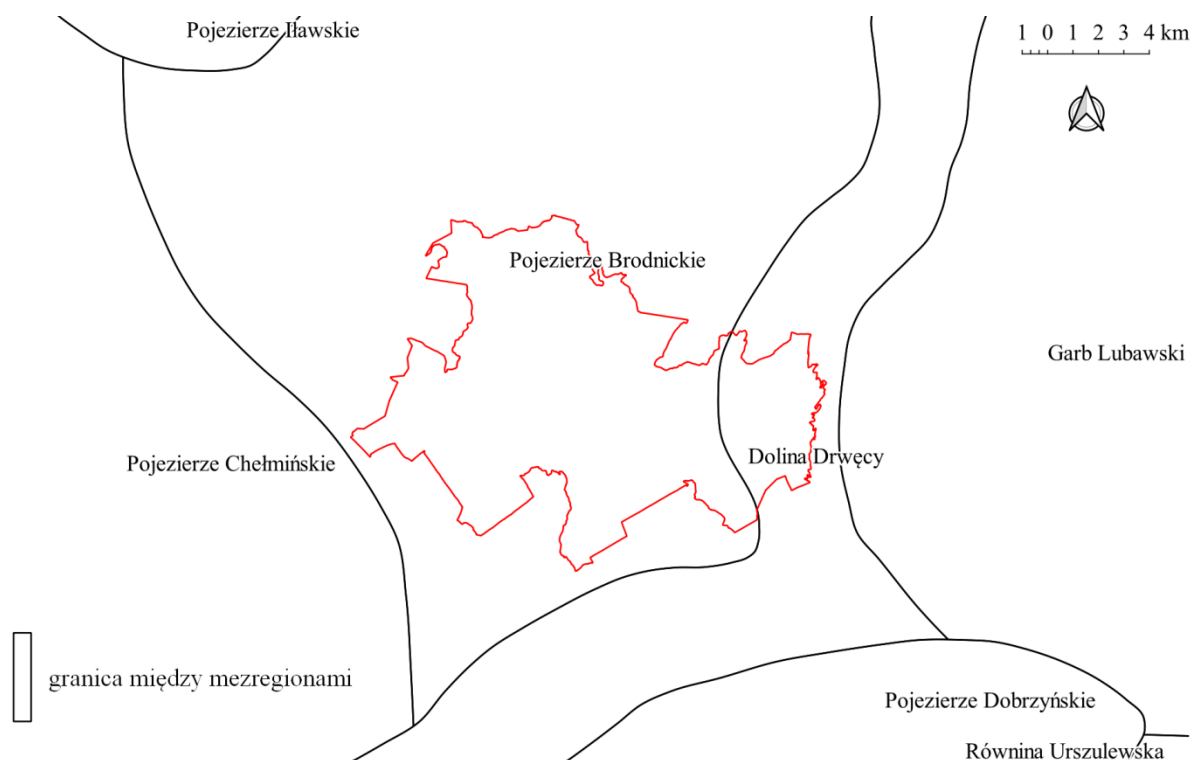 Pojezierze Iławskie
1 0 1 2 3 4 km
Pojezierze Brodnickie
Garb Lubawski
Pojezierze Chełmińskie
Dolina Drwęcy
granica między mezregionami
Pojezierze Dobrzyńskie
Równina Urszulewska